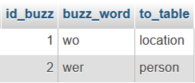 id_buzz buzz_word to_table
1 wo location
2 wer person